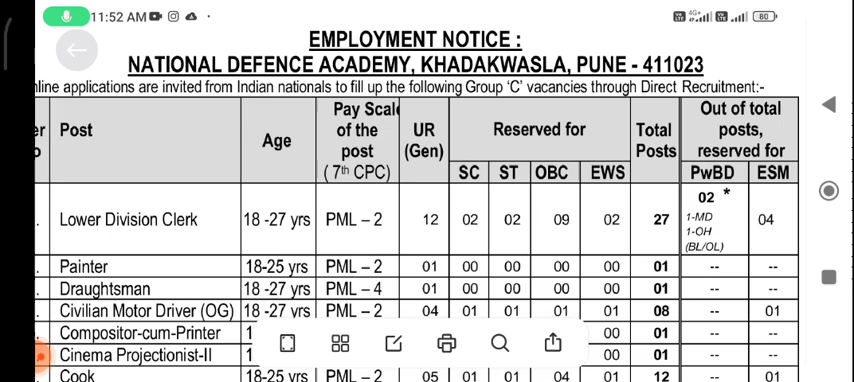 11:52 AM
4G+
80
EMPLOYMENT NOTICE :
NATIONAL DEFENCE ACADEMY, KHADAKWASLA, PUNE - 411023
nline applications are invited from Indian nationals to fill up the following Group 'C' vacancies through Direct Recruitment:-
er Post Age Pay Scale of the post (7th CPC) UR (Gen) Reserved for Total Posts Out of total posts, reserved for
SC ST OBC EWS PwBD ESM
. Lower Division Clerk 18 -27 yrs PML – 2 12 02 02 09 02 27 02 * 1-MD 1-OH (BL/OL) 04
. Painter 18-25 yrs PML – 2 01 00 00 00 00 01 -- --
. Draughtsman 18 -27 yrs PML – 4 01 00 00 00 00 01 -- --
. Civilian Motor Driver (OG) 18 -27 yrs PML – 2 04 01 01 01 01 08 -- 01
. Compositor-cum-Printer 1 00 01 -- --
. Cinema Projectionist-II 1 00 01 -- --
Cook 18-25 yrs PML – 2 05 01 01 04 01 12 -- 01